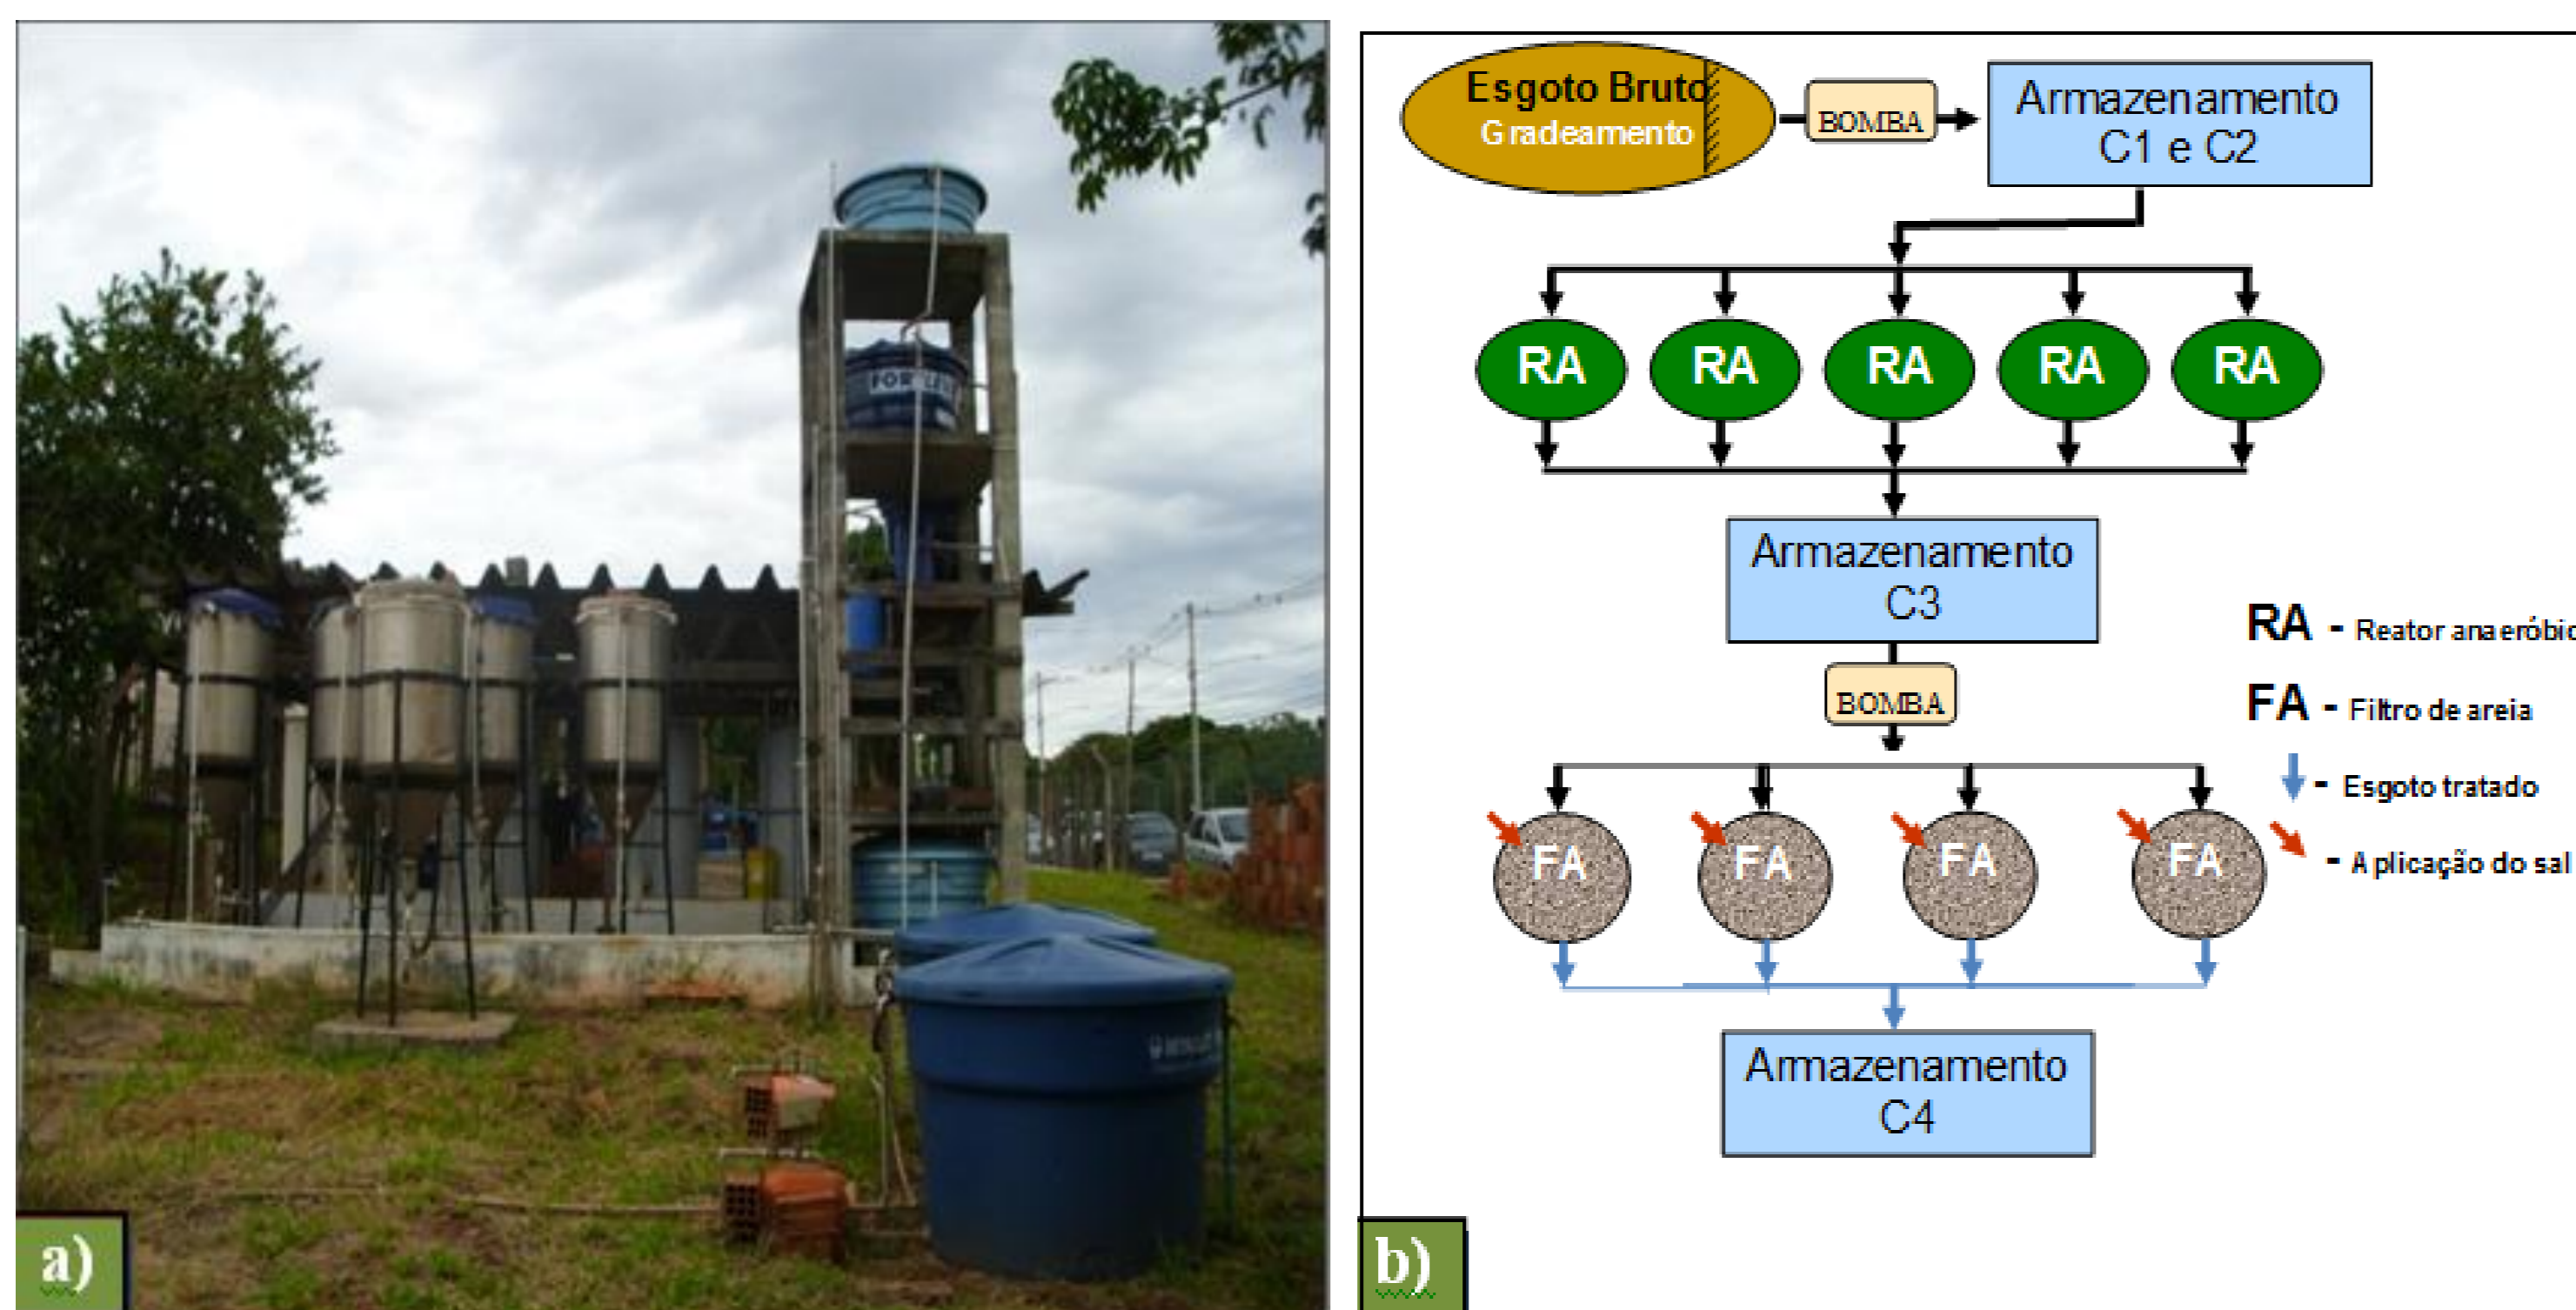 a)
Esgoto Bruto
Gradeamento
BOMBA
Armazenamento
C1 e C2
RA RA RA RA RA
Armazenamento
C3
BOMBA
RA - Reator anaeróbic
FA - Filtro de areia
- Esgoto tratado
FA FA FA FA
- Aplicação do sal
Armazenamento
C4
b)